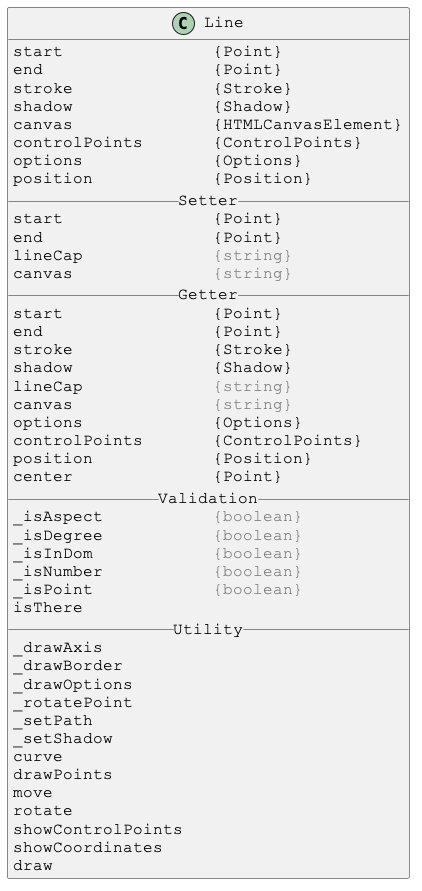 C Line
start {Point}
end {Point}
stroke {Stroke}
shadow {Shadow}
canvas {HTMLCanvasElement}
controlPoints {ControlPoints}
options {Options}
position {Position}
Setter
start {Point}
end {Point}
lineCap {string}
canvas {string}
Getter
start {Point}
end {Point}
stroke {Stroke}
shadow {Shadow}
lineCap {string}
canvas {string}
options {Options}
controlPoints {ControlPoints}
position {Position}
center {Point}
Validation
_isAspect {boolean}
_isDegree {boolean}
_isInDom {boolean}
_isNumber {boolean}
_isPoint {boolean}
isThere
Utility
_drawAxis
_drawBorder
_drawOptions
_rotatePoint
_setPath
_setShadow
curve
drawPoints
move
rotate
showControlPoints
showCoordinates
draw